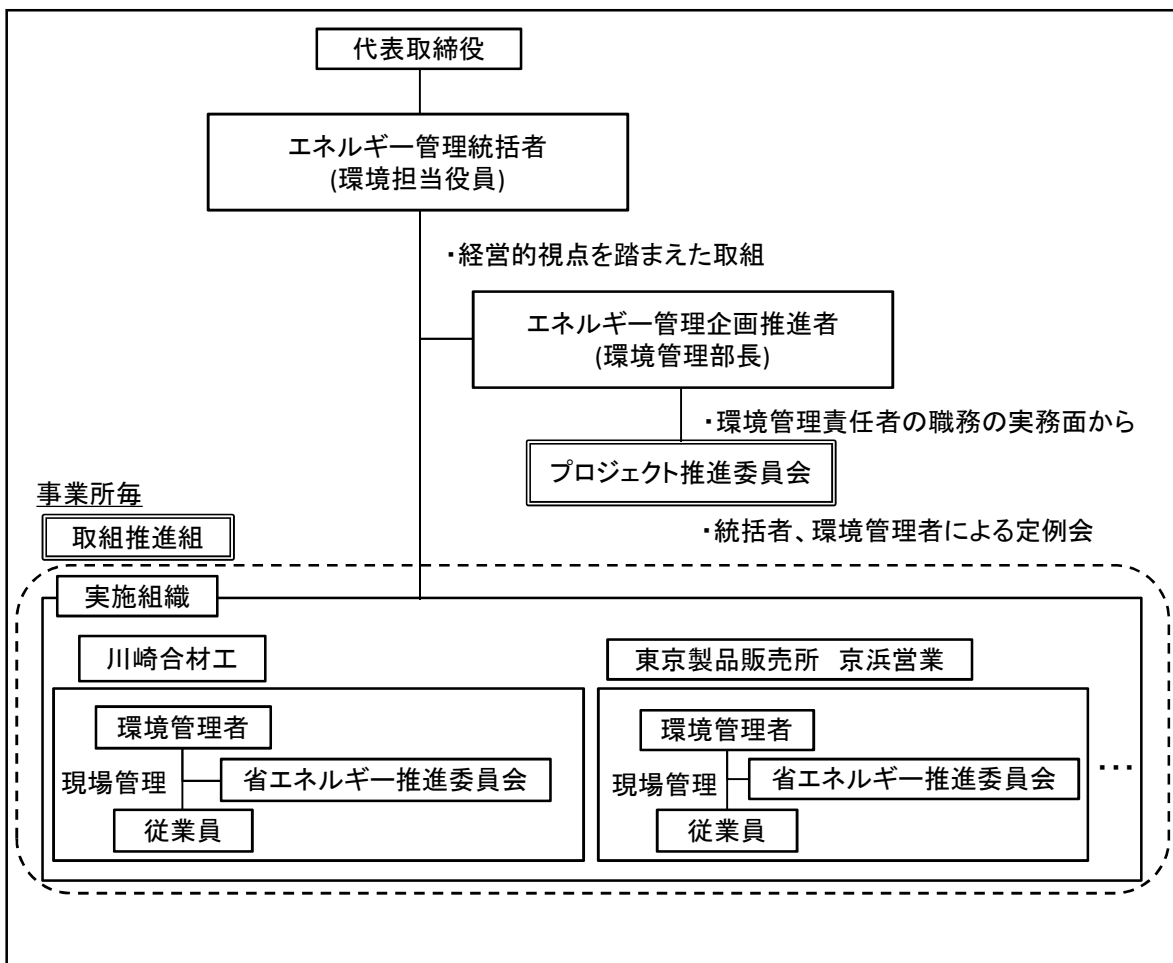 代表取締役
エネルギー管理統括者
(環境担当役員)
・経営的視点を踏まえた取組
エネルギー管理企画推進者
(環境管理部長)
・環境管理責任者の職務の実務面から
プロジェクト推進委員会
・統括者、環境管理者による定例会
事業所毎
取組推進組
実施組織
川崎合材工
環境管理者
現場管理
省エネルギー推進委員会
従業員
東京製品販売所　京浜営業
環境管理者
現場管理
省エネルギー推進委員会
従業員
…